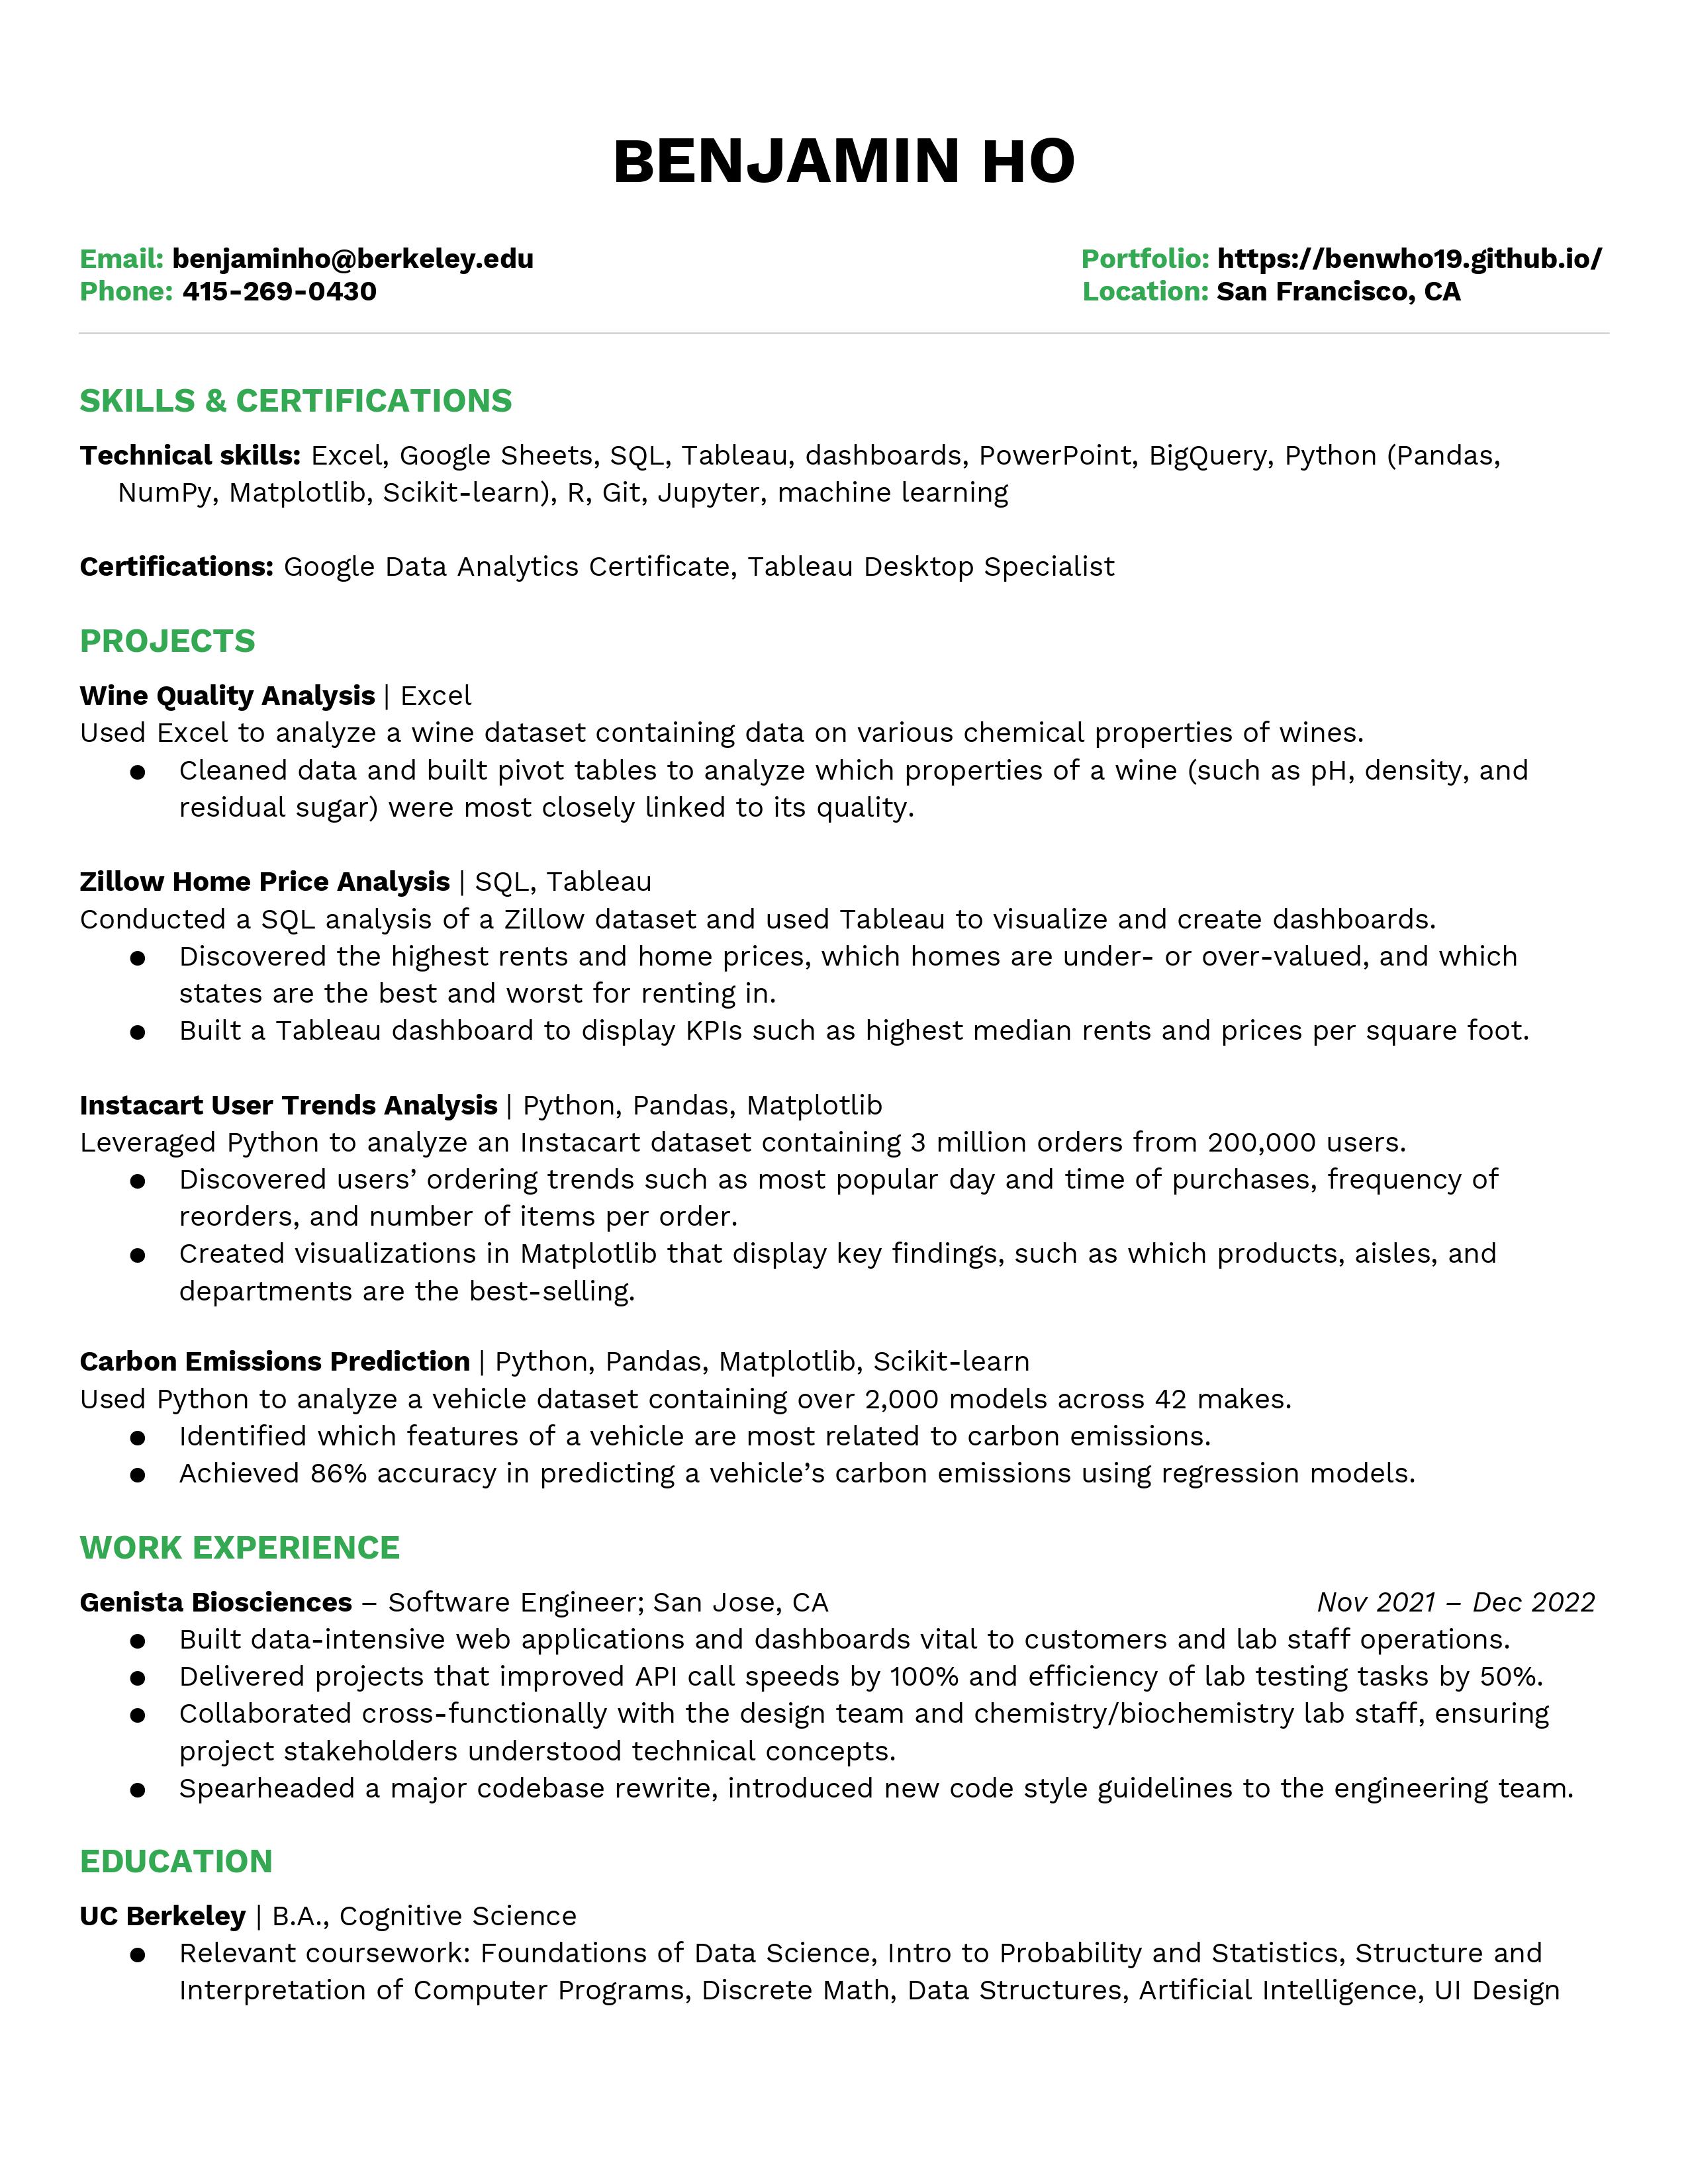 BENJAMIN HO
Email: benjaminho@berkeley.edu
Portfolio: https://benwho19.github.io/
Phone: 415-269-0430
Location: San Francisco, CA
SKILLS & CERTIFICATIONS
Technical skills: Excel, Google Sheets, SQL, Tableau, dashboards, PowerPoint, BigQuery, Python (Pandas,
NumPy, Matplotlib, Scikit-learn), R, Git, Jupyter, machine learning
Certifications: Google Data Analytics Certificate, Tableau Desktop Specialist
PROJECTS
Wine Quality Analysis | Excel
Used Excel to analyze a wine dataset containing data on various chemical properties of wines.
● Cleaned data and built pivot tables to analyze which properties of a wine (such as pH, density, and
residual sugar) were most closely linked to its quality.
Zillow Home Price Analysis | SQL, Tableau
Conducted a SQL analysis of a Zillow dataset and used Tableau to visualize and create dashboards.
● Discovered the highest rents and home prices, which homes are under- or over-valued, and which
states are the best and worst for renting in.
● Built a Tableau dashboard to display KPIs such as highest median rents and prices per square foot.
Instacart User Trends Analysis | Python, Pandas, Matplotlib
Leveraged Python to analyze an Instacart dataset containing 3 million orders from 200,000 users.
● Discovered users’ ordering trends such as most popular day and time of purchases, frequency of
reorders, and number of items per order.
● Created visualizations in Matplotlib that display key findings, such as which products, aisles, and
departments are the best-selling.
Carbon Emissions Prediction | Python, Pandas, Matplotlib, Scikit-learn
Used Python to analyze a vehicle dataset containing over 2,000 models across 42 makes.
● Identified which features of a vehicle are most related to carbon emissions.
● Achieved 86% accuracy in predicting a vehicle’s carbon emissions using regression models.
WORK EXPERIENCE
Genista Biosciences – Software Engineer; San Jose, CA Nov 2021 – Dec 2022
● Built data-intensive web applications and dashboards vital to customers and lab staff operations.
● Delivered projects that improved API call speeds by 100% and efficiency of lab testing tasks by 50%.
● Collaborated cross-functionally with the design team and chemistry/biochemistry lab staff, ensuring
project stakeholders understood technical concepts.
● Spearheaded a major codebase rewrite, introduced new code style guidelines to the engineering team.
EDUCATION
UC Berkeley | B.A., Cognitive Science
● Relevant coursework: Foundations of Data Science, Intro to Probability and Statistics, Structure and
Interpretation of Computer Programs, Discrete Math, Data Structures, Artificial Intelligence, UI Design